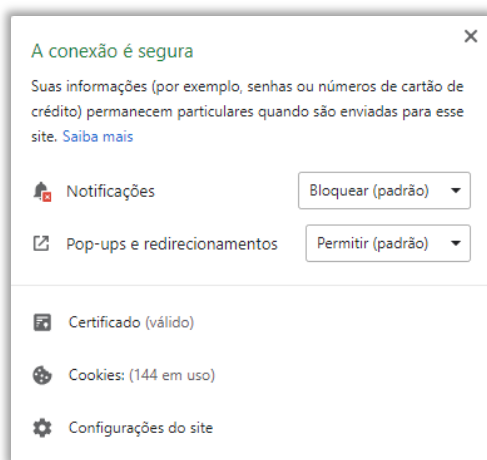 A conexão é segura
Suas informações (por exemplo, senhas ou números de cartão de
crédito) permanecem particulares quando são enviadas para esse
site. Saiba mais
Notificações Bloquear (padrão)
Pop-ups e redirecionamentos Permitir (padrão)
Certificado (válido)
Cookies: (144 em uso)
Configurações do site